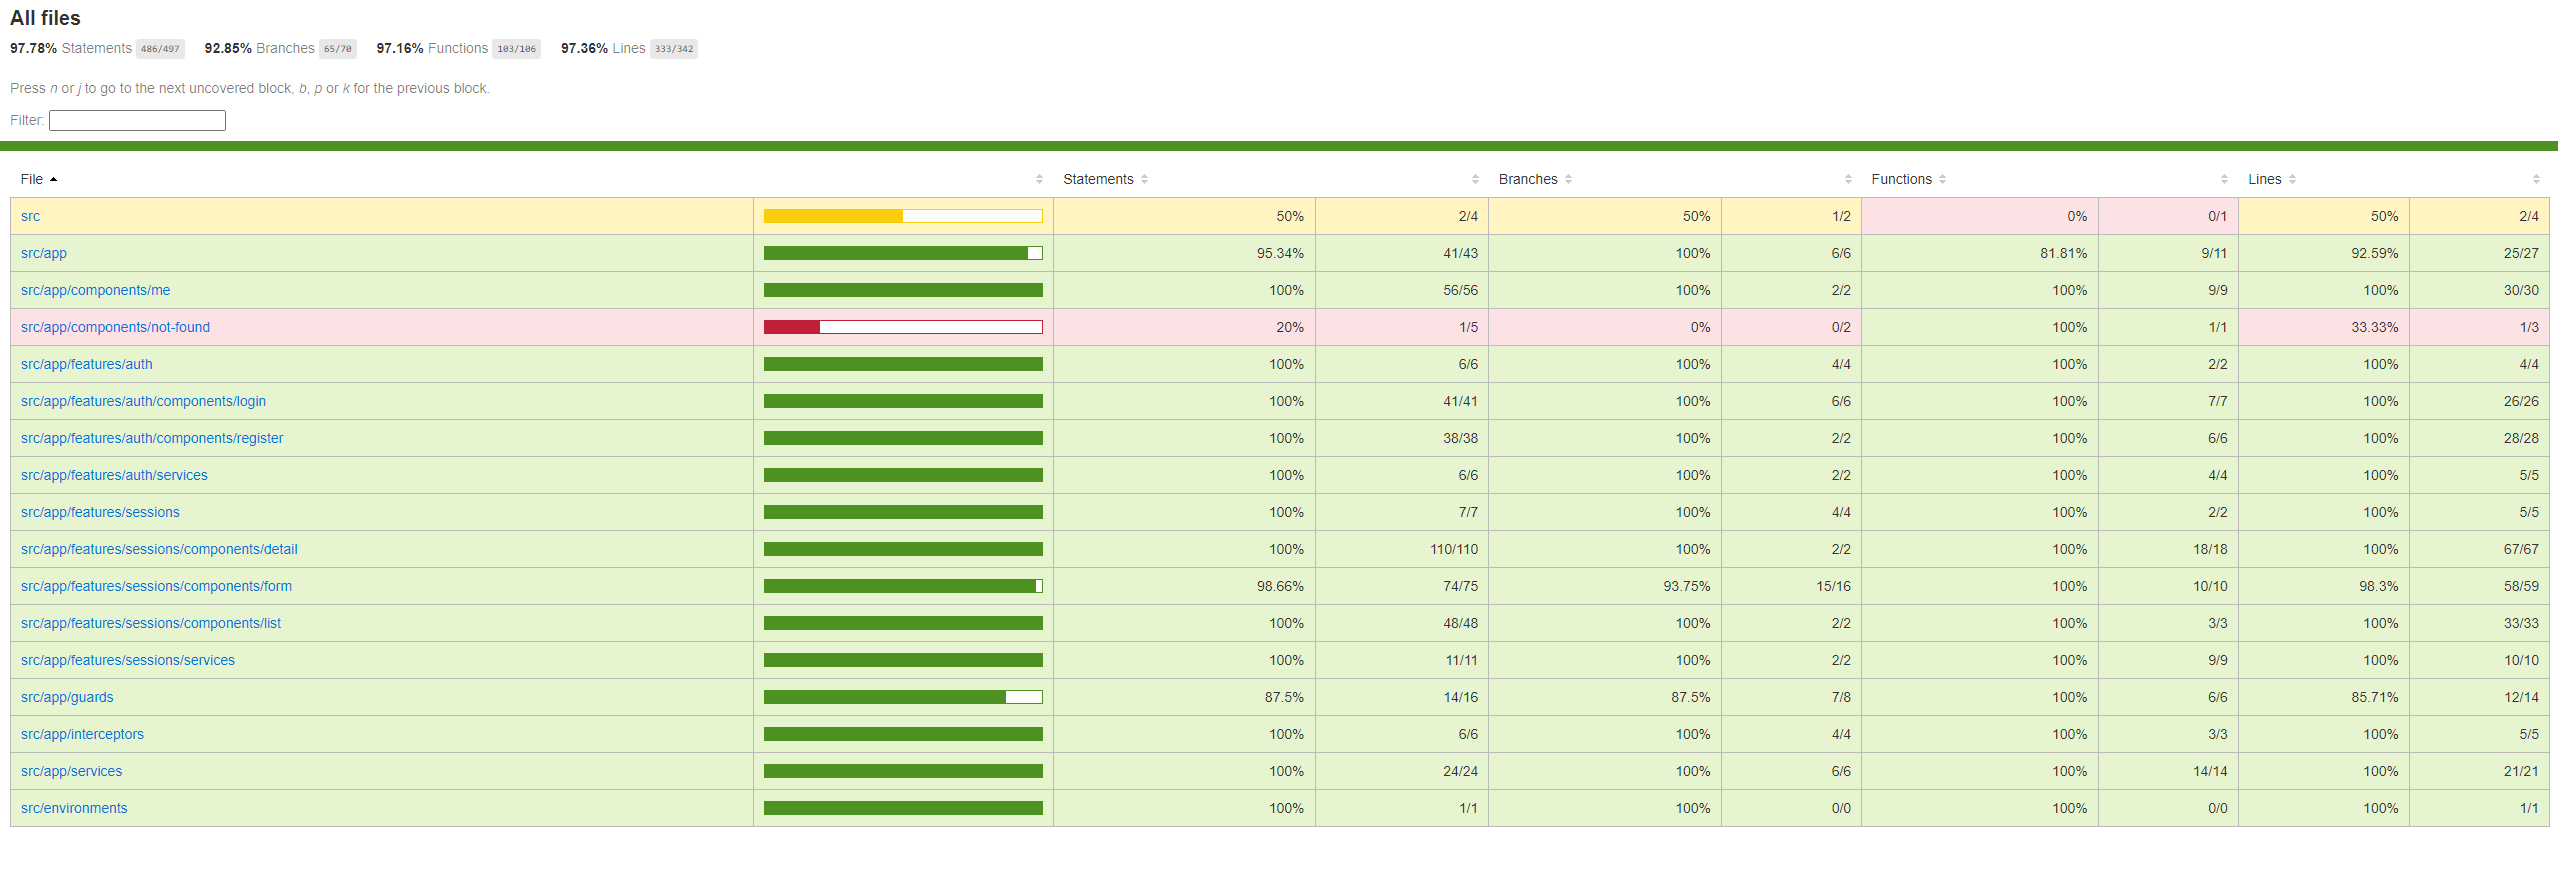 All files
97.78% Statements 486/497 92.85% Branches 65/70 97.16% Functions 103/106 97.36% Lines 333/342
Press n or j to go to the next uncovered block, b, p or k for the previous block.
Filter:
File Statements Branches Functions Lines
src 50% 2/4 50% 1/2 0% 0/1 50% 2/4
src/app 95.34% 41/43 100% 6/6 81.81% 9/11 92.59% 25/27
src/app/components/me 100% 56/56 100% 2/2 100% 9/9 100% 30/30
src/app/components/not-found 20% 1/5 0% 0/2 100% 1/1 33.33% 1/3
src/app/features/auth 100% 6/6 100% 4/4 100% 2/2 100% 4/4
src/app/features/auth/components/login 100% 41/41 100% 6/6 100% 7/7 100% 26/26
src/app/features/auth/components/register 100% 38/38 100% 2/2 100% 6/6 100% 28/28
src/app/features/auth/services 100% 6/6 100% 2/2 100% 4/4 100% 5/5
src/app/features/sessions 100% 7/7 100% 4/4 100% 2/2 100% 5/5
src/app/features/sessions/components/detail 100% 110/110 100% 2/2 100% 18/18 100% 67/67
src/app/features/sessions/components/form 98.66% 74/75 93.75% 15/16 100% 10/10 98.3% 58/59
src/app/features/sessions/components/list 100% 48/48 100% 2/2 100% 3/3 100% 33/33
src/app/features/sessions/services 100% 11/11 100% 2/2 100% 9/9 100% 10/10
src/app/guards 87.5% 14/16 87.5% 7/8 100% 6/6 85.71% 12/14
src/app/interceptors 100% 6/6 100% 4/4 100% 3/3 100% 5/5
src/app/services 100% 24/24 100% 6/6 100% 14/14 100% 21/21
src/environments 100% 1/1 100% 0/0 100% 0/0 100% 1/1